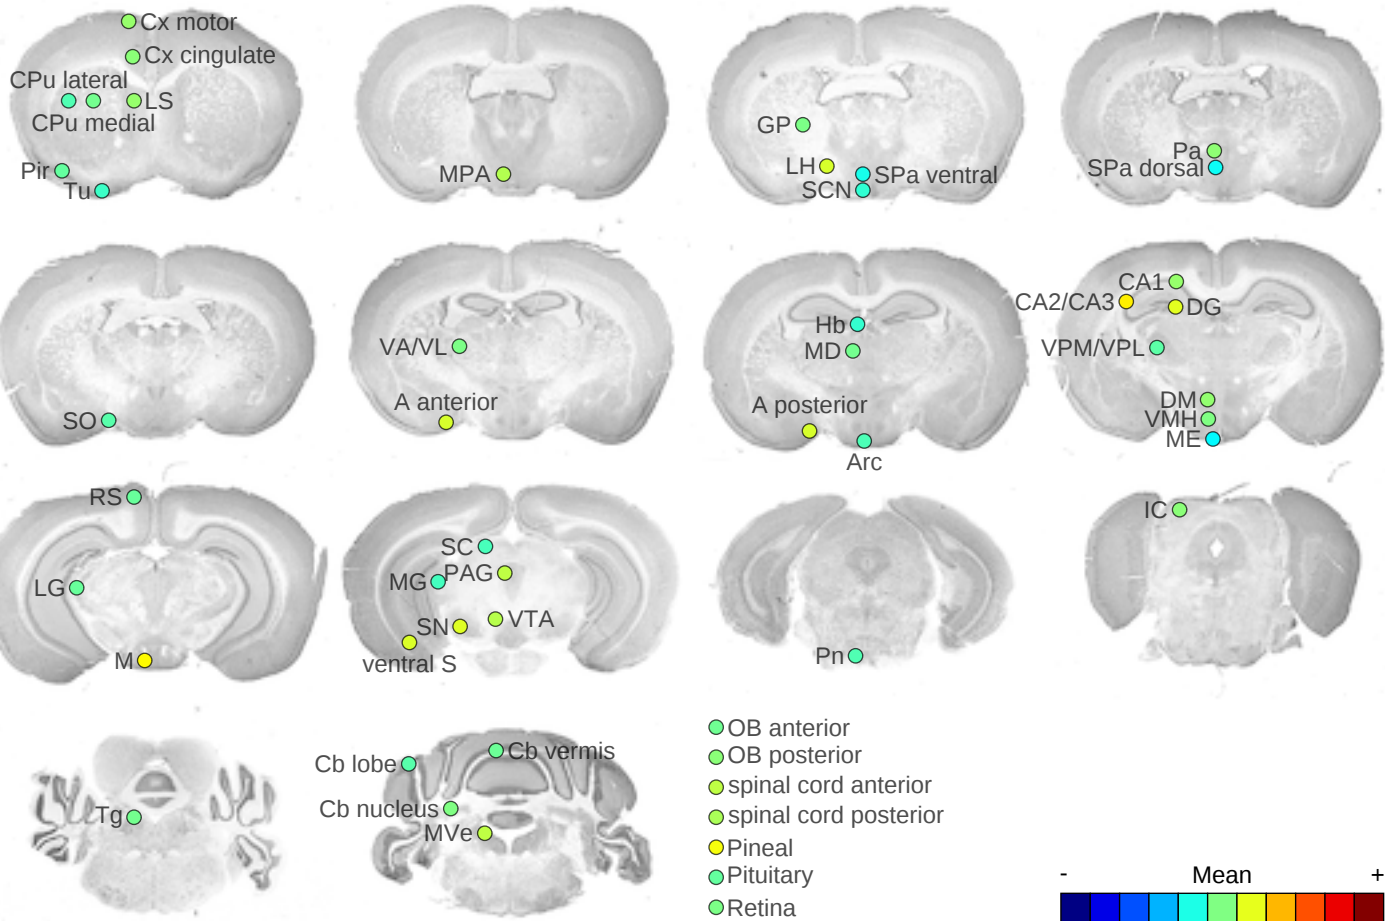 Cx motor
Cx cingulate
CPu lateral
LS
CPu medial
Pir
Tu
MPA
GP
LH
SPa ventral
SCN
Pa
SPa dorsal
SO
VA/VL
A anterior
Hb
MD
A posterior
Arc
CA1
CA2/CA3
DG
VPM/VPL
DM
VMH
ME
RS
LG
M
SC
MG
PAG
SN
VTA
ventral S
Pn
IC
Tg
Cb lobe
Cb vermis
Cb nucleus
MVe
OB anterior
OB posterior
spinal cord anterior
spinal cord posterior
Pineal
Pituitary
Retina
- Mean +